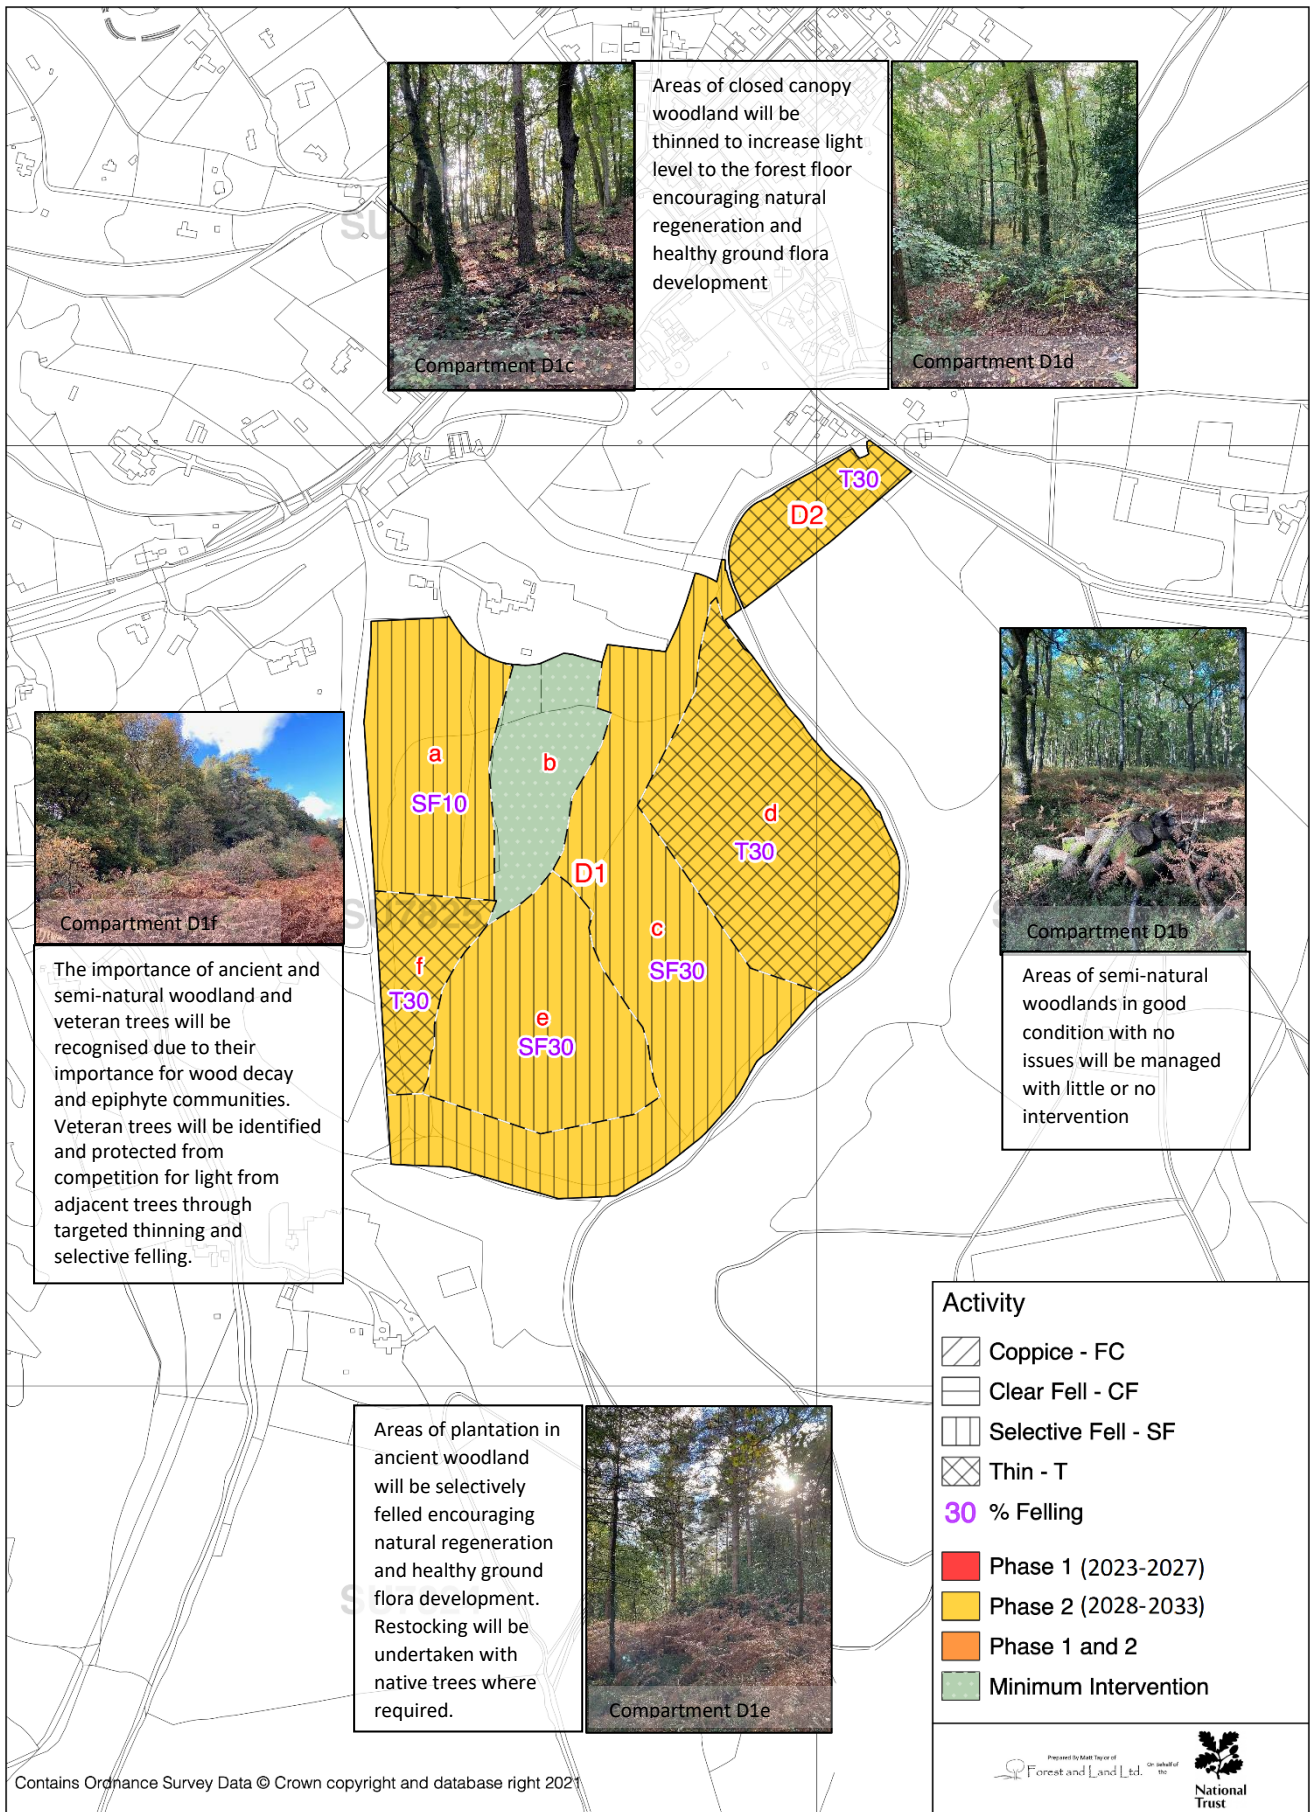 Areas of closed canopy
woodland will be
thinned to increase light
level to the forest floor
encouraging natural
regeneration and
healthy ground flora
development
Compartment D1c
Compartment D1d
T30
D2
a
SF10
b
d
T30
D1
c
SF30
f
T30
e
SF30
Compartment D1f
The importance of ancient and
semi-natural woodland and
veteran trees will be
recognised due to their
importance for wood decay
and epiphyte communities.
Veteran trees will be identified
and protected from
competition for light from
adjacent trees through
targeted thinning and
selective felling.
Compartment D1b
Areas of semi-natural
woodlands in good
condition with no
issues will be managed
with little or no
intervention
Areas of plantation in
ancient woodland
will be selectively
felled encouraging
natural regeneration
and healthy ground
flora development.
Restocking will be
undertaken with
native trees where
required.
Compartment D1e
Activity
Coppice - FC
Clear Fell - CF
Selective Fell - SF
Thin - T
30 % Felling
Phase 1 (2023-2027)
Phase 2 (2028-2033)
Phase 1 and 2
Minimum Intervention
Prepared By Matt Taylor of
Forest and Land Ltd.
On behalf of
the
National
Trust
Contains Ordnance Survey Data © Crown copyright and database right 2021